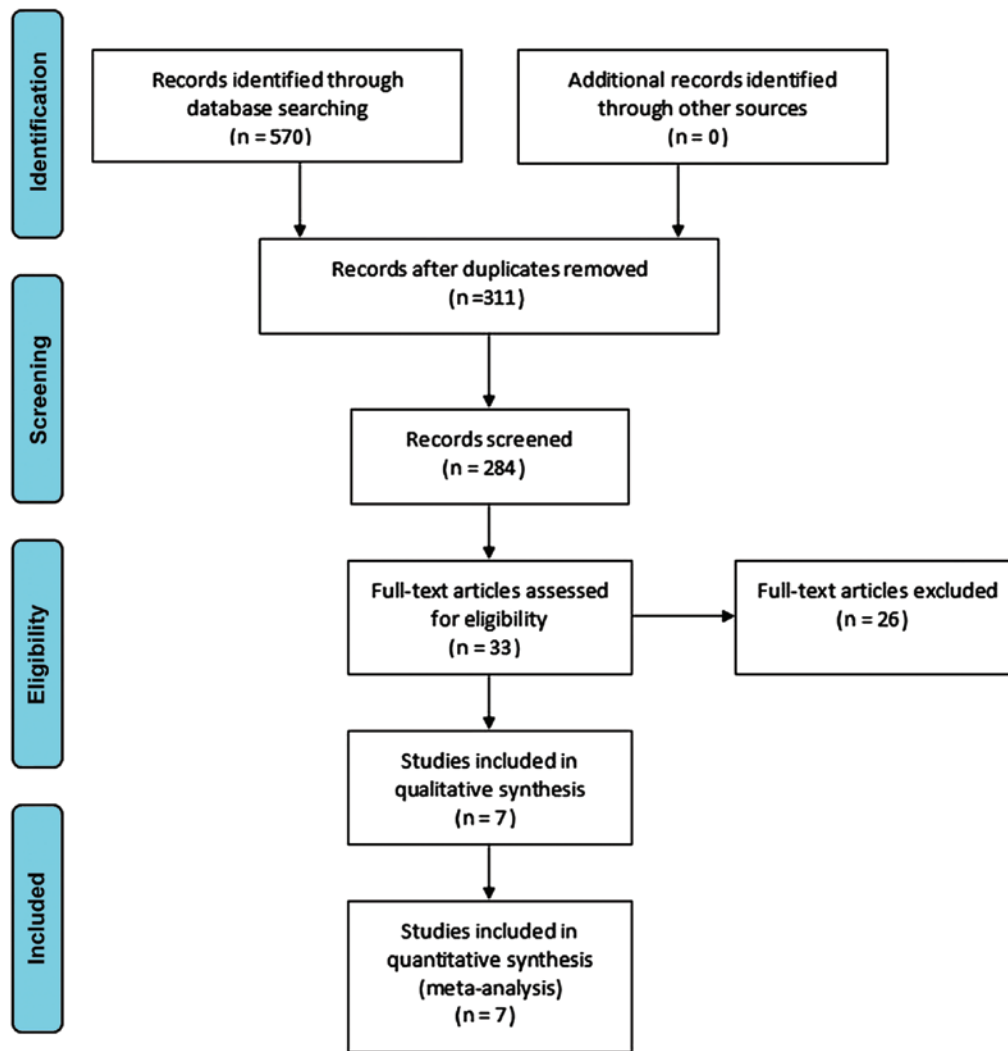 Identification
Records identified through
database searching
(n = 570)
Additional records identified
through other sources
(n = 0)
Records after duplicates removed
(n =311)
Screening
Records screened
(n = 284)
Eligibility
Full-text articles assessed
for eligibility
(n = 33)
Full-text articles excluded
(n = 26)
Studies included in
qualitative synthesis
(n = 7)
Included
Studies included in
quantitative synthesis
(meta-analysis)
(n = 7)